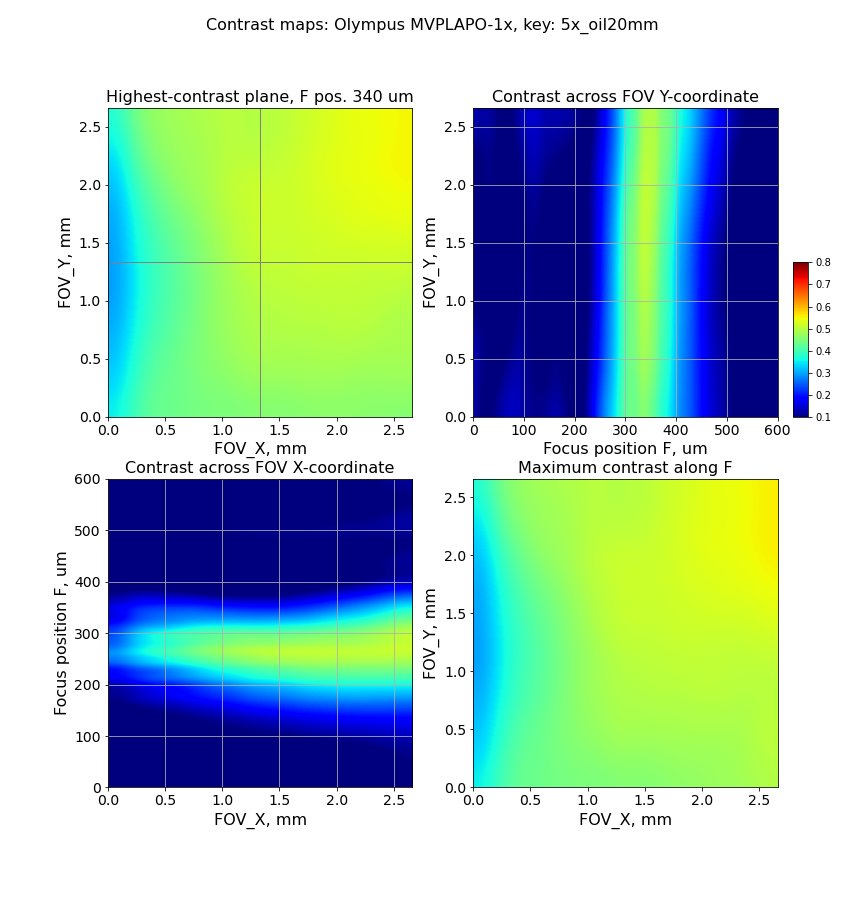 Contrast maps: Olympus MVPLAPO-1x, key: 5x_oil20mm
Highest-contrast plane, F pos. 340 um
FOV_Y, mm
2.5
2.0
1.5
1.0
0.5
0.0
0.0 0.5 1.0 1.5 2.0 2.5
FOV_X, mm
Contrast across FOV Y-coordinate
FOV_Y, mm
2.5
2.0
1.5
1.0
0.5
0.0
0 100 200 300 400 500 600
Focus position F, um
0.8
0.7
0.6
0.5
0.4
0.3
0.2
0.1
Contrast across FOV X-coordinate
Focus position F, um
600
500
400
300
200
100
0
0.0 0.5 1.0 1.5 2.0 2.5
FOV_X, mm
Maximum contrast along F
FOV_Y, mm
2.5
2.0
1.5
1.0
0.5
0.0
0.0 0.5 1.0 1.5 2.0 2.5
FOV_X, mm